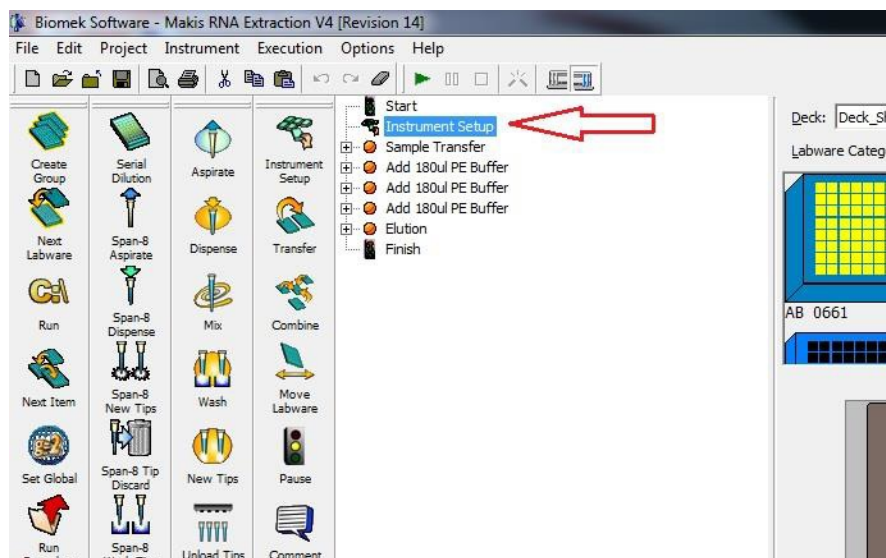 Biomek Software - Makis RNA Extraction V4 [Revision 14]
File Edit Project Instrument Execution Options Help
Start
Instrument Setup
Sample Transfer
Add 180ul PE Buffer
Add 180ul PE Buffer
Add 180ul PE Buffer
Elution
Finish
Create Group
Serial Dilution
Aspirate
Instrument Setup
Next Labware
Span-8 Aspirate
Dispense
Transfer
C:\
Run
Span-8 Dispense
Mix
Combine
Next Item
Span-8 New Tips
Wash
Move Labware
Set Global
Span-8 Tip Discard
New Tips
Pause
Run
Span-8
Unload Tips
Comment
Deck: Deck_S
Labware Categ
AB 0661